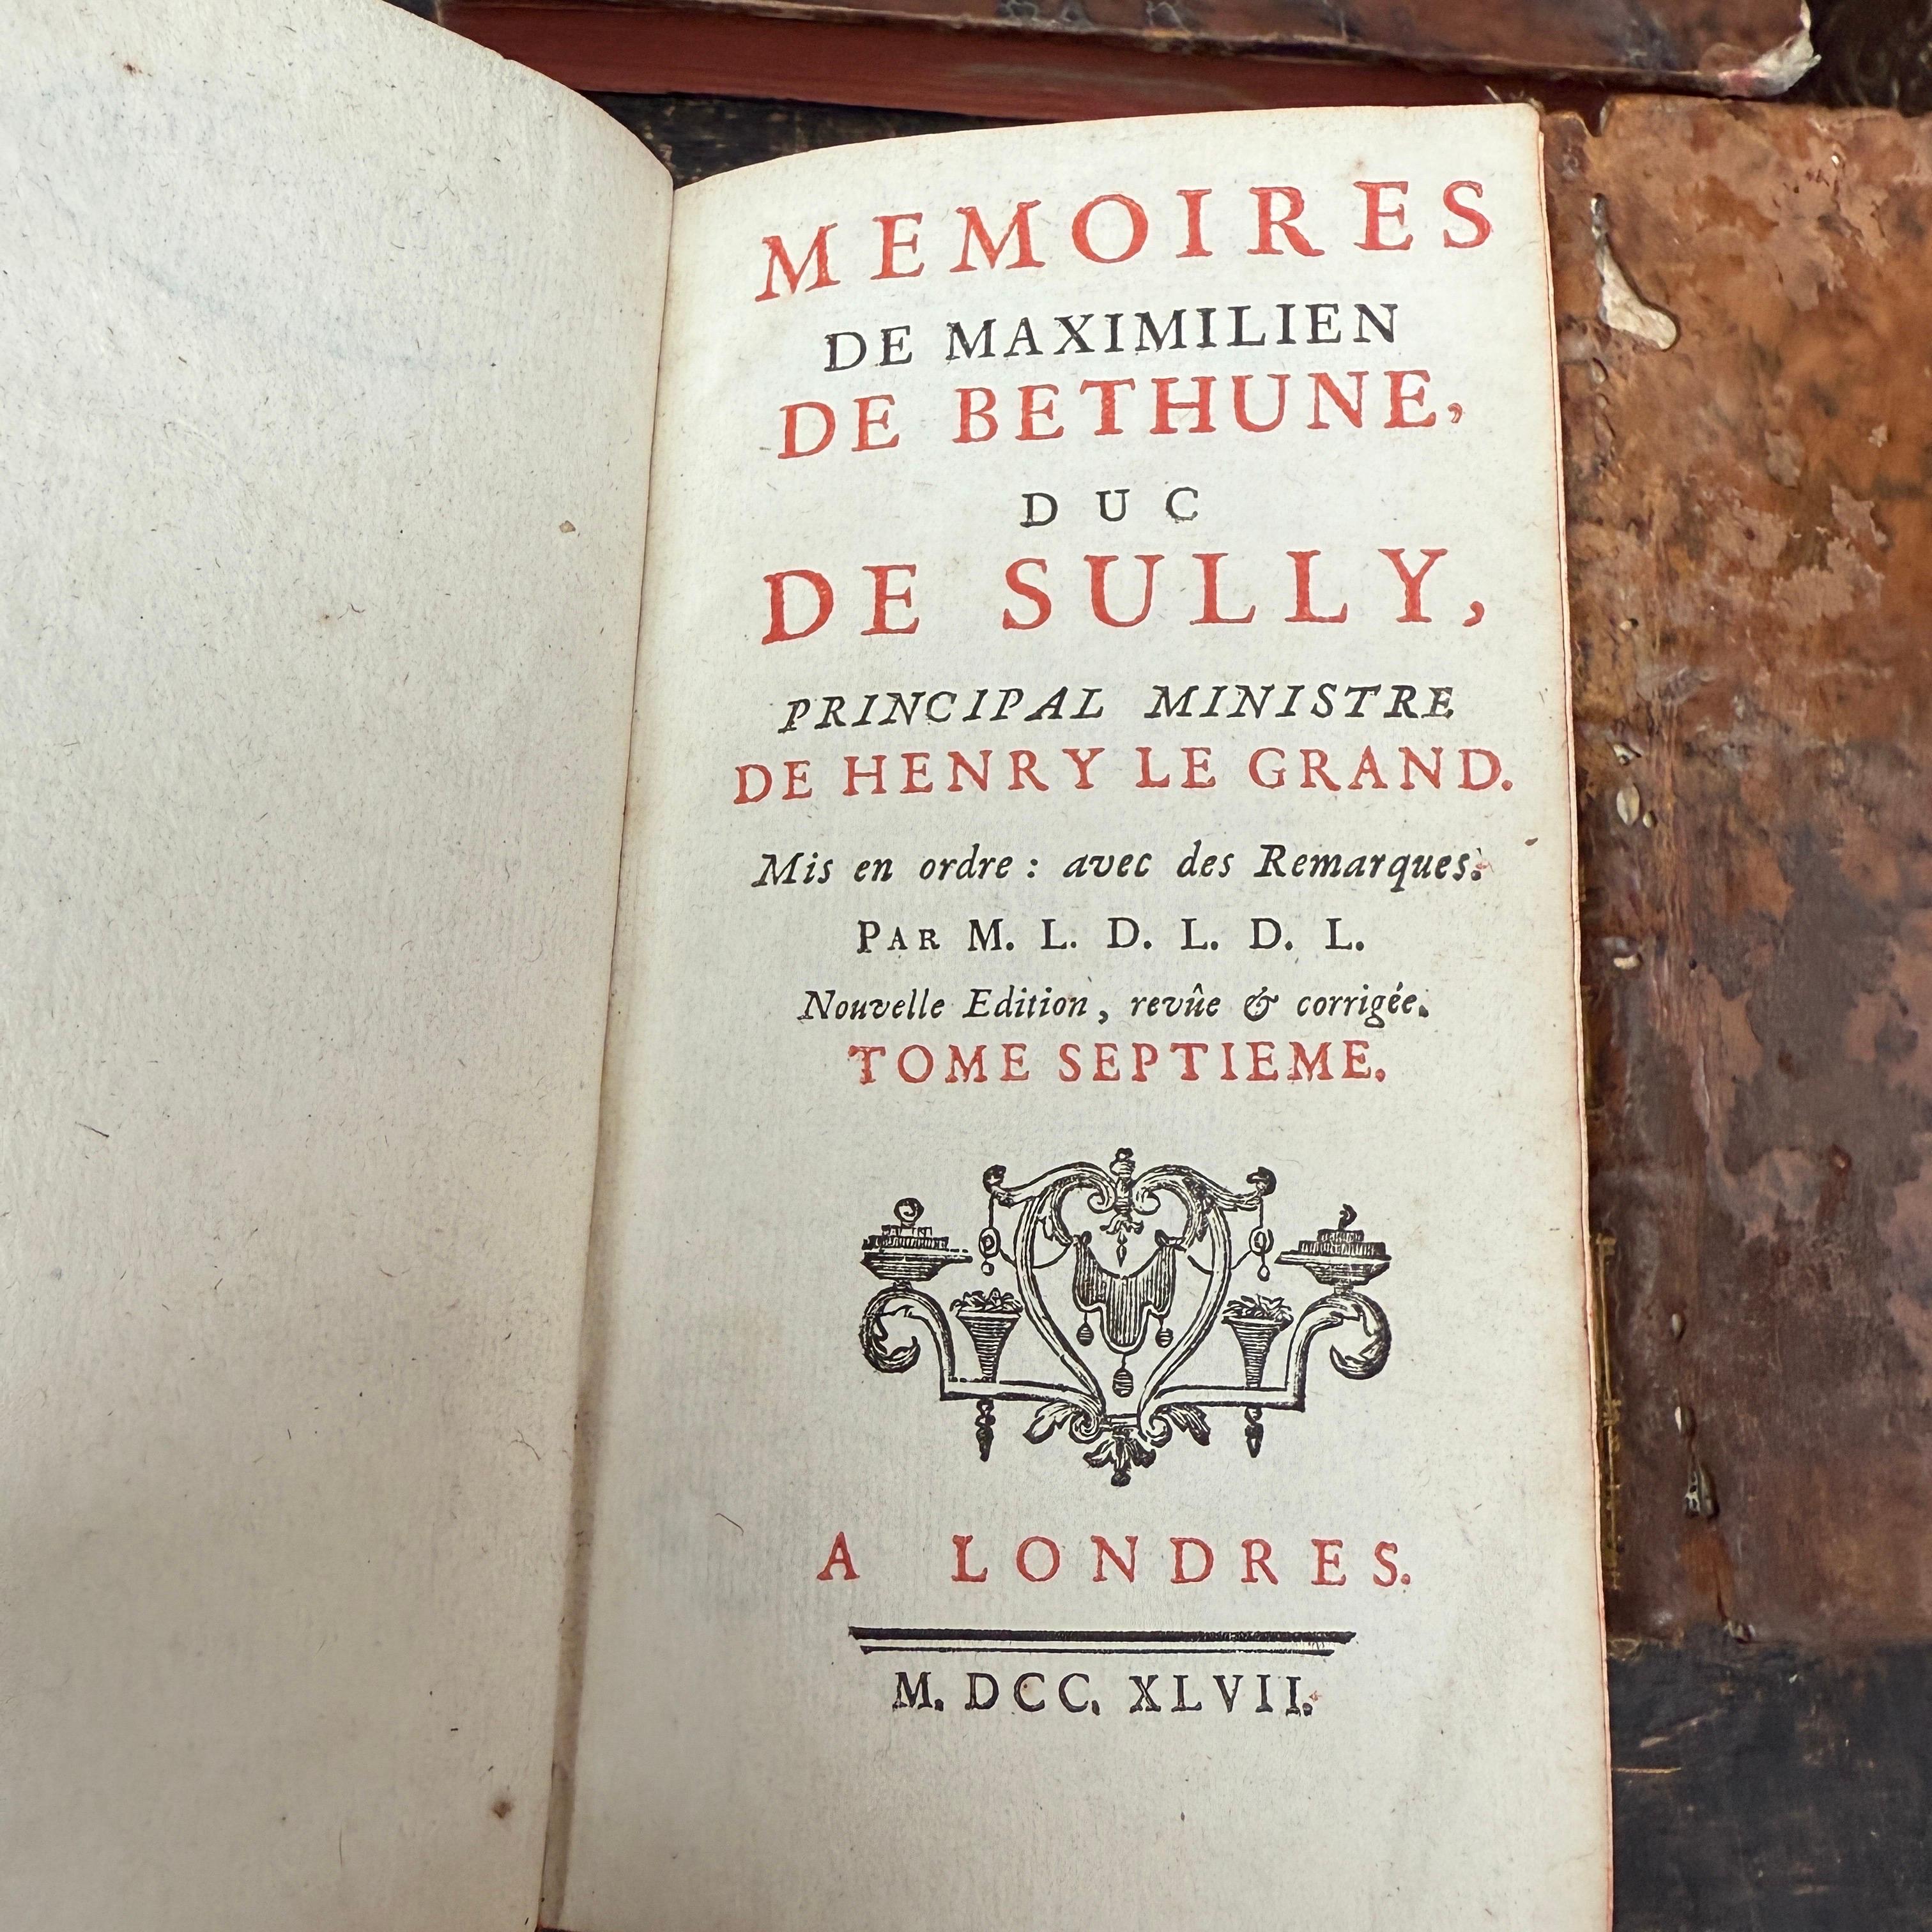 MEMOIRES
DE MAXIMILIEN
DE BETHUNE,
DUC
DE SULLY,
PRINCIPAL MINISTRE
DE HENRY LE GRAND.
Mis en ordre : avec des Remarques.
PAR M. L. D. L. D. L.
Nouvelle Edition, revûe & corrigée.
TOME SEPTIEME.
A LONDRES.
M. DCC. XLVII.